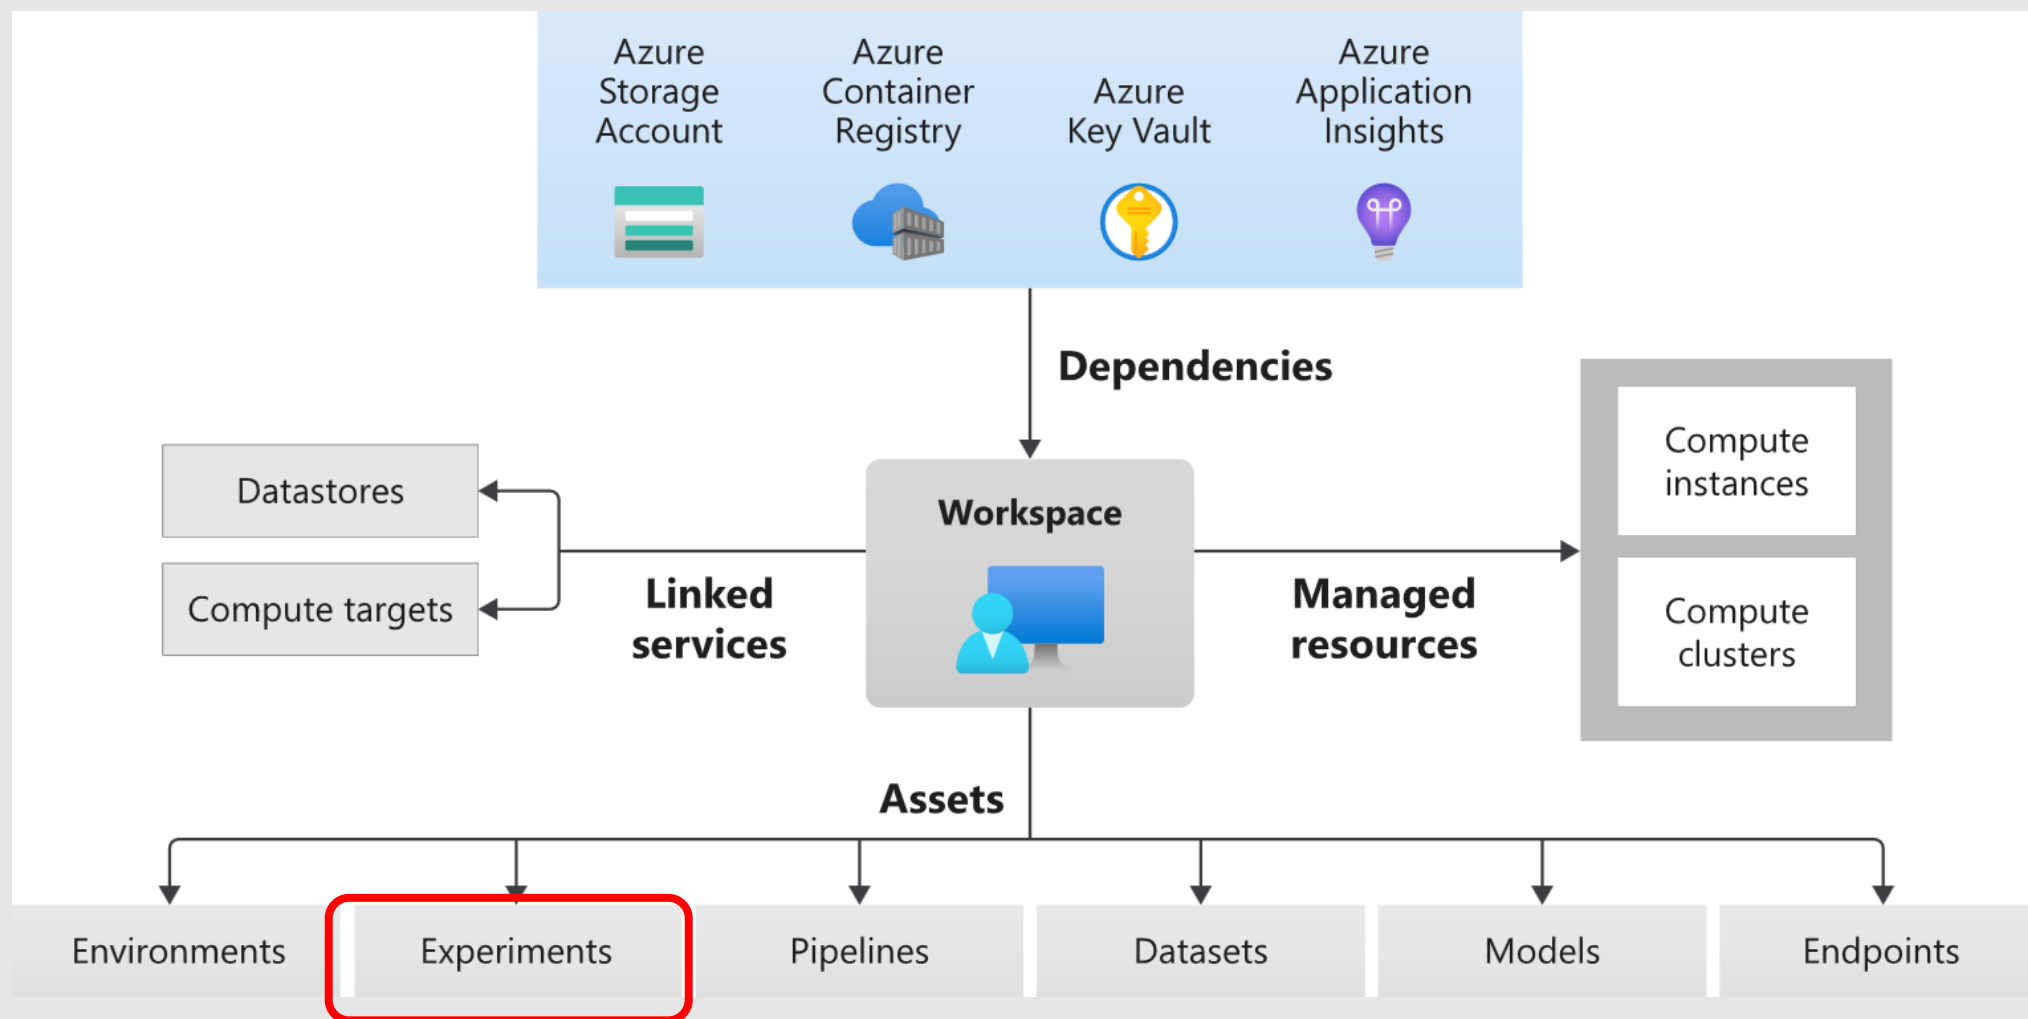 Azure
Storage
Account
Azure
Container
Registry
Azure
Key Vault
Azure
Application
Insights
Dependencies
Datastores
Compute targets
Linked
services
Workspace
Managed
resources
Compute
instances
Compute
clusters
Assets
Environments
Experiments
Pipelines
Datasets
Models
Endpoints